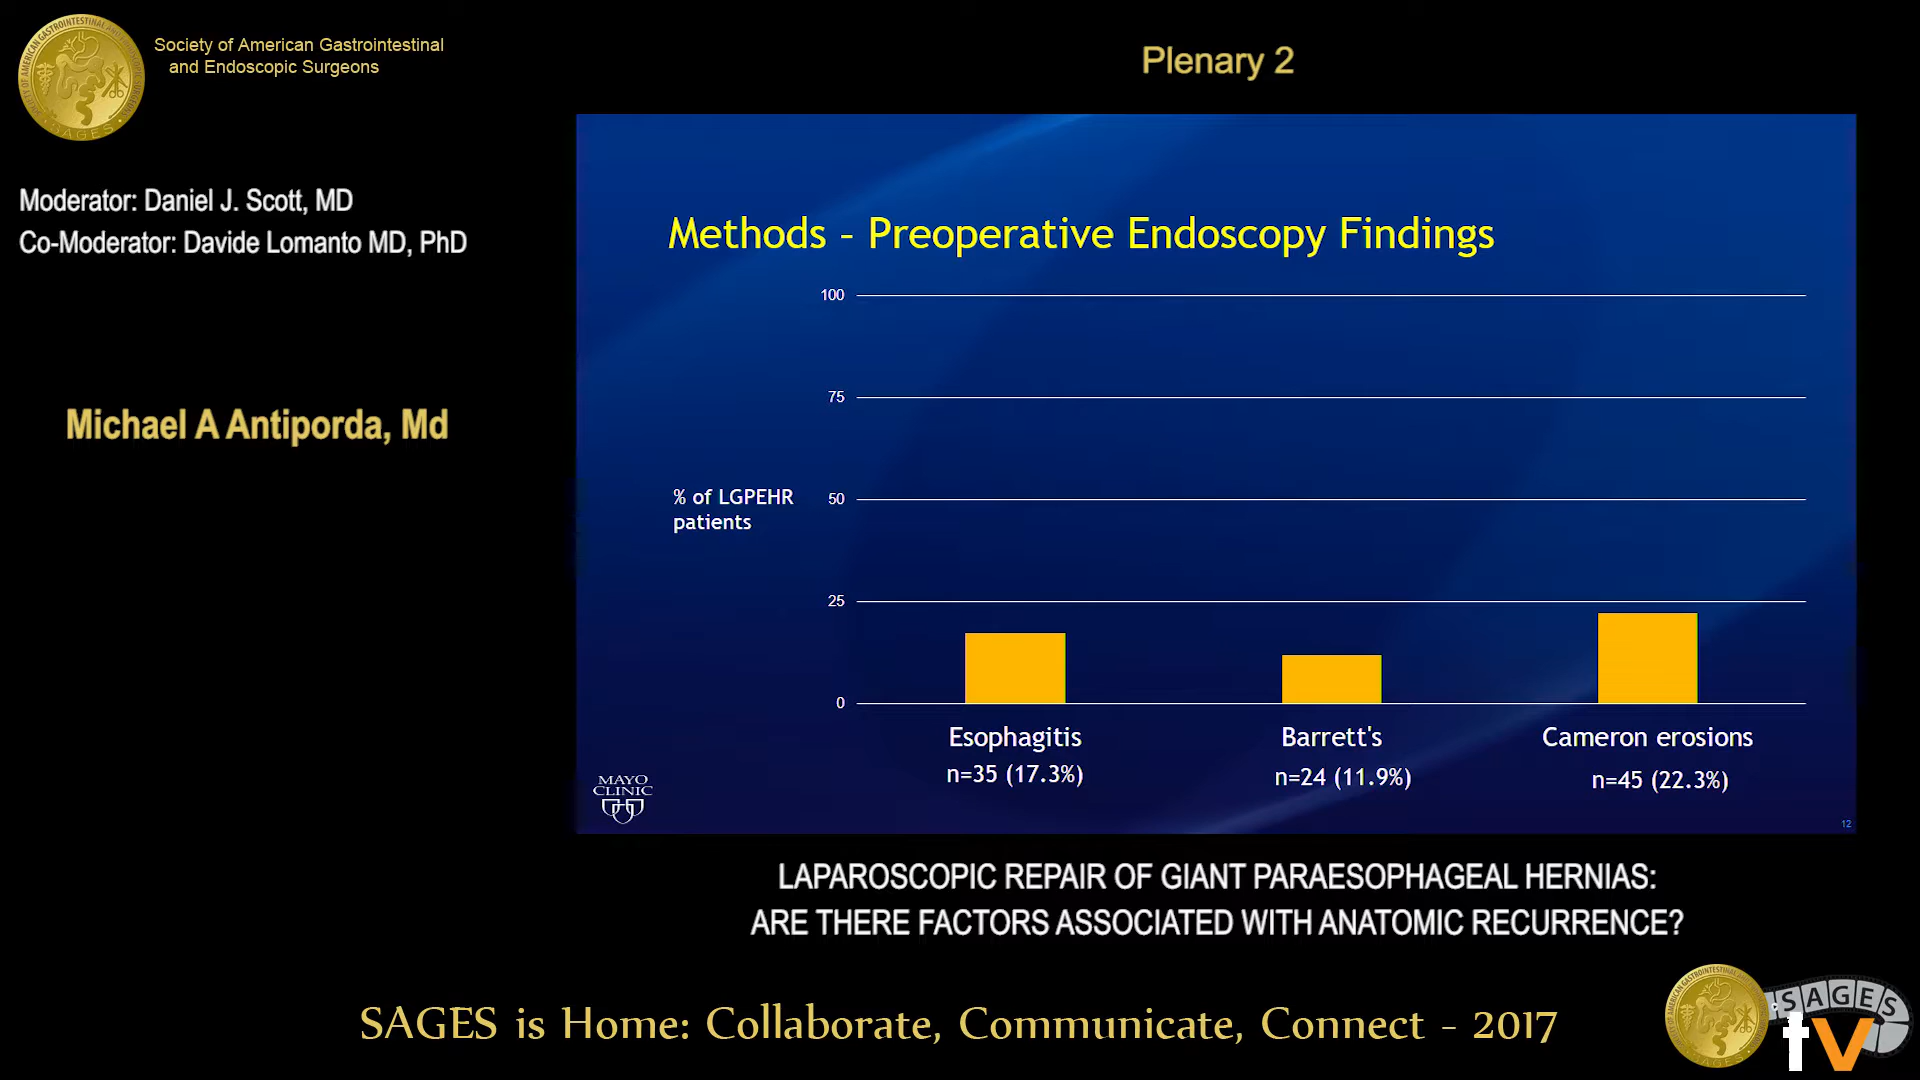 Society of American Gastrointestinal
and Endoscopic Surgeons
Plenary 2
Moderator: Daniel J. Scott, MD
Co-Moderator: Davide Lomanto MD, PhD
Michael A Antiporda, Md
Methods - Preoperative Endoscopy Findings
100
75
% of LGPEHR
patients
50
25
0
Esophagitis
n=35 (17.3%)
Barrett's
n=24 (11.9%)
Cameron erosions
n=45 (22.3%)
MAYO
CLINIC
12
LAPAROSCOPIC REPAIR OF GIANT PARAESOPHAGEAL HERNIAS:
ARE THERE FACTORS ASSOCIATED WITH ANATOMIC RECURRENCE?
SAGES is Home: Collaborate, Communicate, Connect - 2017
SAGES
tv